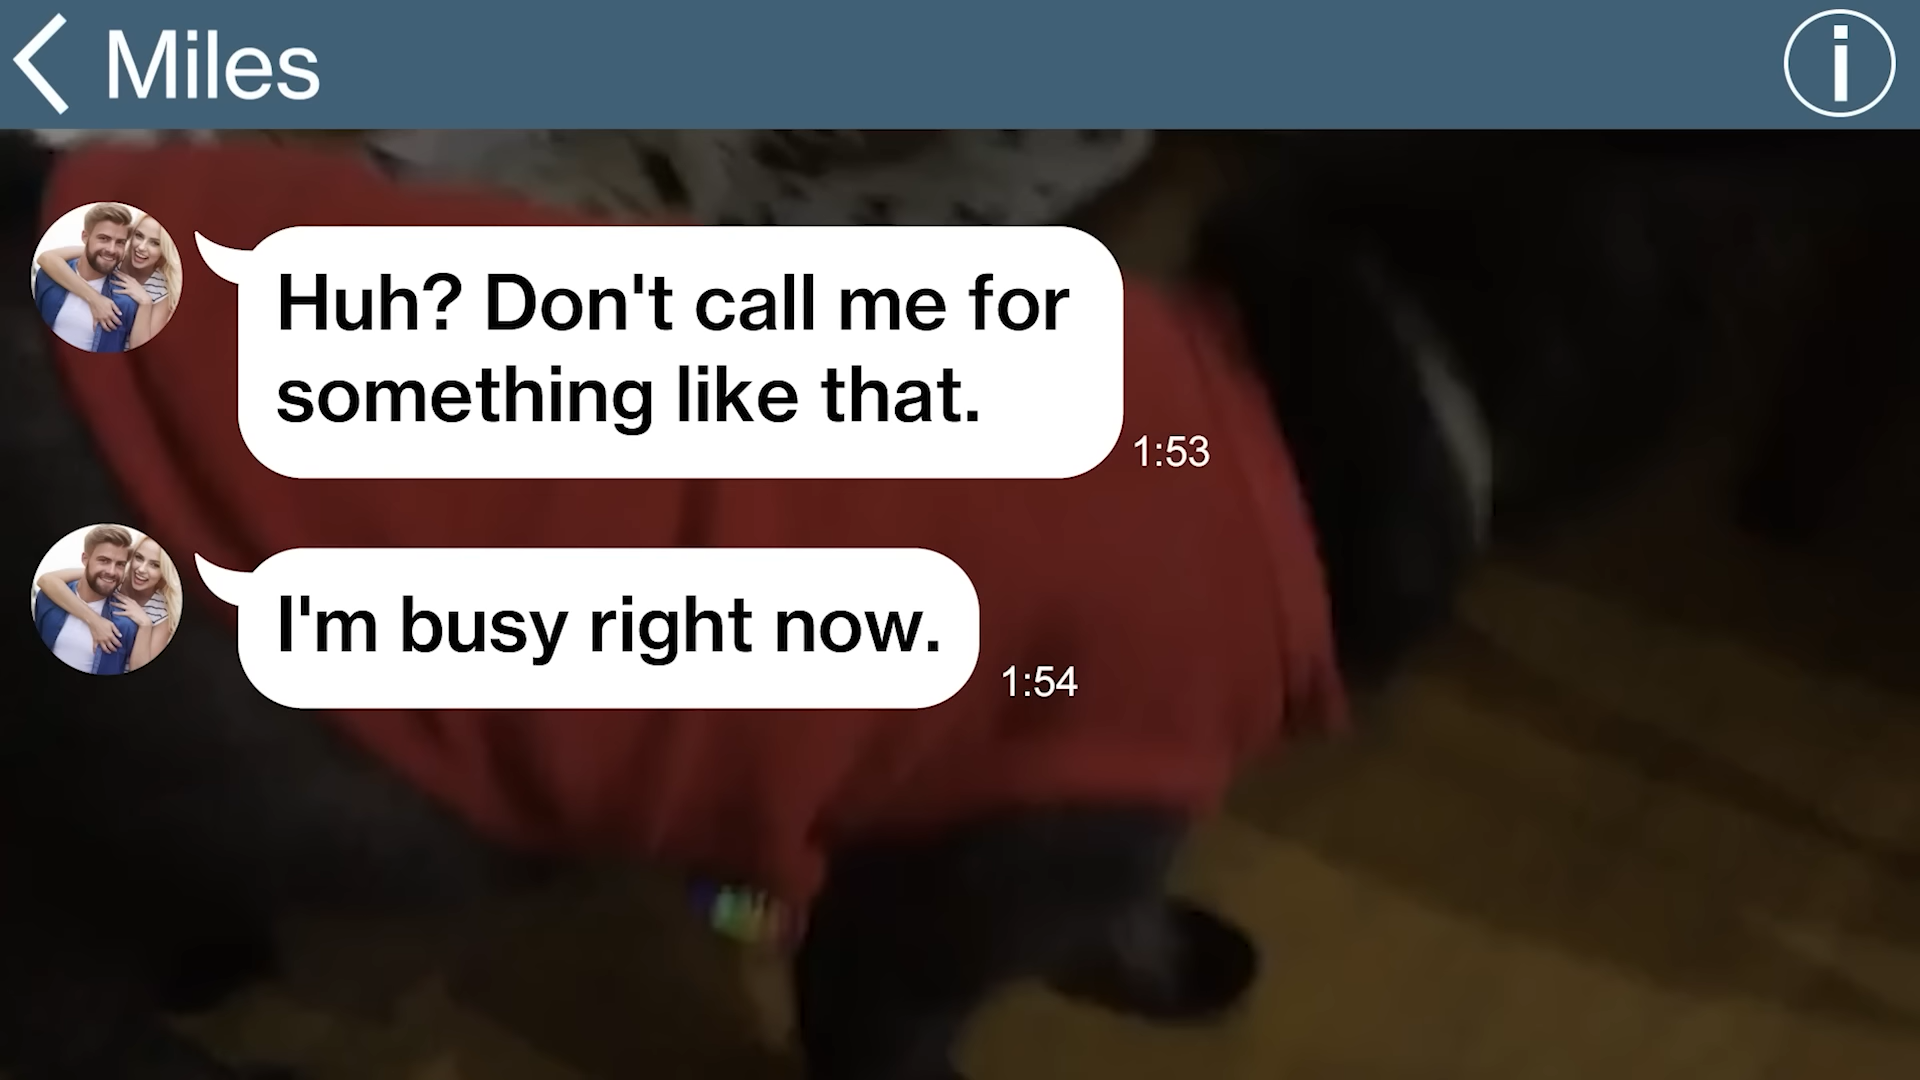 Miles
Huh? Don't call me for
something like that.
1:53
I'm busy right now.
1:54